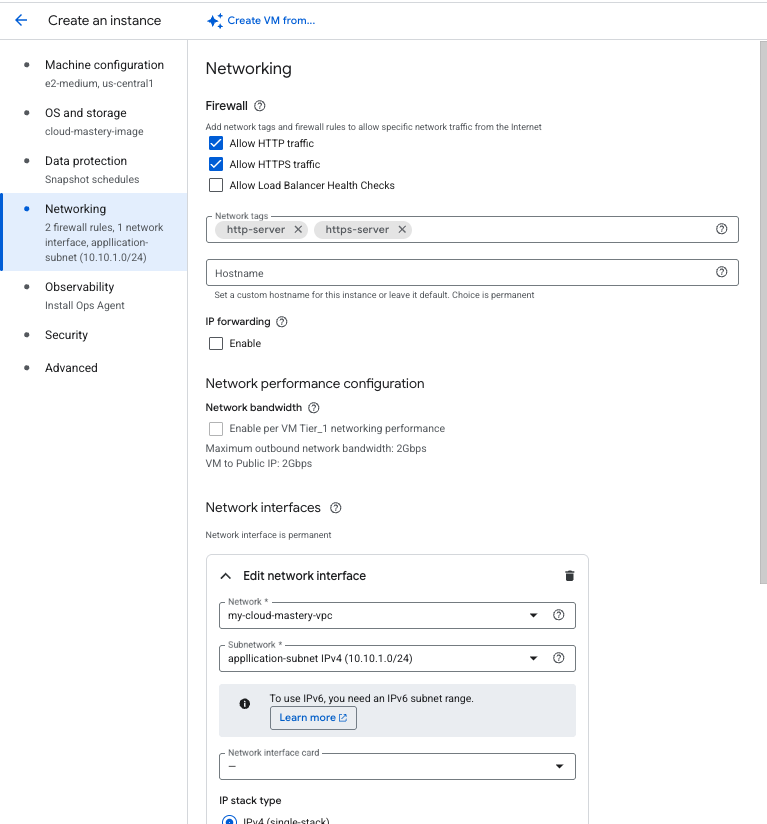 Create an instance
Create VM from...
Machine configuration
e2-medium, us-central1
OS and storage
cloud-mastery-image
Data protection
Snapshot schedules
Networking
2 firewall rules, 1 network
interface, appllication-
subnet (10.10.1.0/24)
Observability
Install Ops Agent
Security
Advanced
Networking
Firewall
Add network tags and firewall rules to allow specific network traffic from the Internet
Allow HTTP traffic
Allow HTTPS traffic
Allow Load Balancer Health Checks
Network tags
http-server
https-server
Hostname
Set a custom hostname for this instance or leave it default. Choice is permanent
IP forwarding
Enable
Network performance configuration
Network bandwidth
Enable per VM Tier_1 networking performance
Maximum outbound network bandwidth: 2Gbps
VM to Public IP: 2Gbps
Network interfaces
Network interface is permanent
Edit network interface
Network *
my-cloud-mastery-vpc
Subnetwork *
appllication-subnet IPv4 (10.10.1.0/24)
To use IPv6, you need an IPv6 subnet range.
Learn more
Network interface card
—
IP stack type
IPv4 (single-stack)